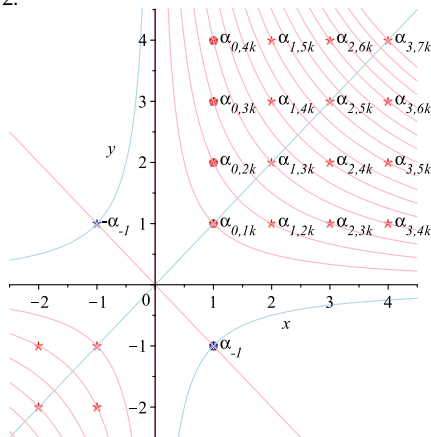 2.
4 α0,4k α1,5k α2,6k α3,7k
3 α0,3k α1,4k α2,5k α3,6k
y
2 α0,2k α1,3k α2,4k α3,5k
-α-1 1 α0,1k α1,2k α2,3k α3,4k
−2 −1 0 1 2 3 4
x
−1 α-1
−2